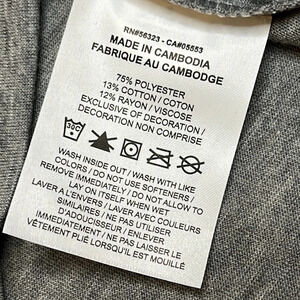 RN#56323 - CA#05553
MADE IN CAMBODIA
FABRIQUE AU CAMBODGE
75% POLYESTER
13% COTTON / COTON
12% RAYON / VISCOSE
EXCLUSIVE OF DECORATION /
DECORATION NON COMPRISE
WASH INSIDE OUT / WASH WITH LIKE
COLORS / DO NOT USE SOFTENERS /
REMOVE IMMEDIATELY / DO NOT ALLOW TO
LAY ON ITSELF WHEN WET
LAVER A L'ENVERS / LAVER AVEC COULEURS
SIMILAIRES / NE PAS UTILISER
D'ADOUCISSEUR / ENLEVER
IMMÉDIATEMENT / NE PAS LAISSER LE
VÊTEMENT PLIÉ LORSQU'IL EST MOUILLÉ